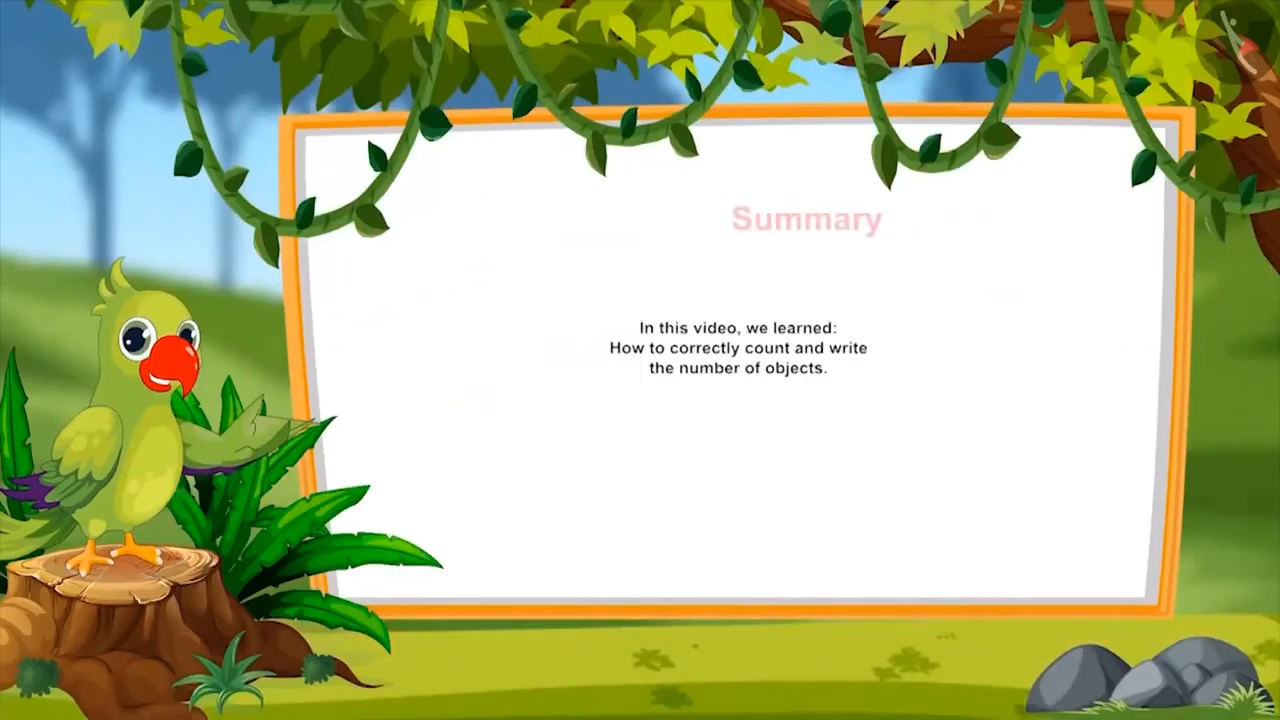 Summary
In this video, we learned:
How to correctly count and write
the number of objects.